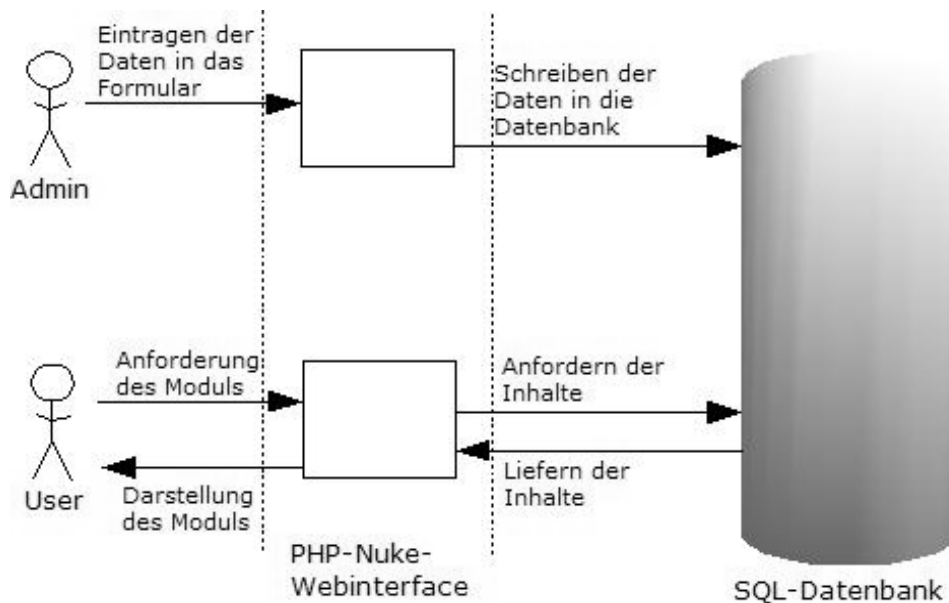 Eintragen der
Daten in das
Formular
Schreiben der
Daten in die
Datenbank
Admin
Anforderung
des Moduls
Anfordern der
Inhalte
User
Darstellung
des Moduls
Liefern der
Inhalte
PHP-Nuke-
Webinterface
SQL-Datenbank